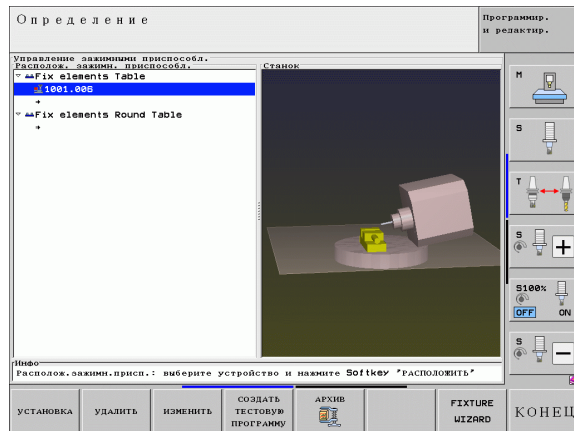 Определение
Программир.
и редактир.
Управление зажимными приспособл.
Располож. зажимн. приспособл.
Станок
Fix elements Table
1001.006
Fix elements Round Table
M
S
T
S
S100%
OFF ON
S
Инфо
Располож.зажимн.присп.: выберите устройство и нажмите Softkey "РАСПОЛОЖИТЬ"
УСТАНОВКА
УДАЛИТЬ
ИЗМЕНИТЬ
СОЗДАТЬ
ТЕСТОВУЮ
ПРОГРАММУ
АРХИВ
FIXTURE
WIZARD
КОНЕЦ